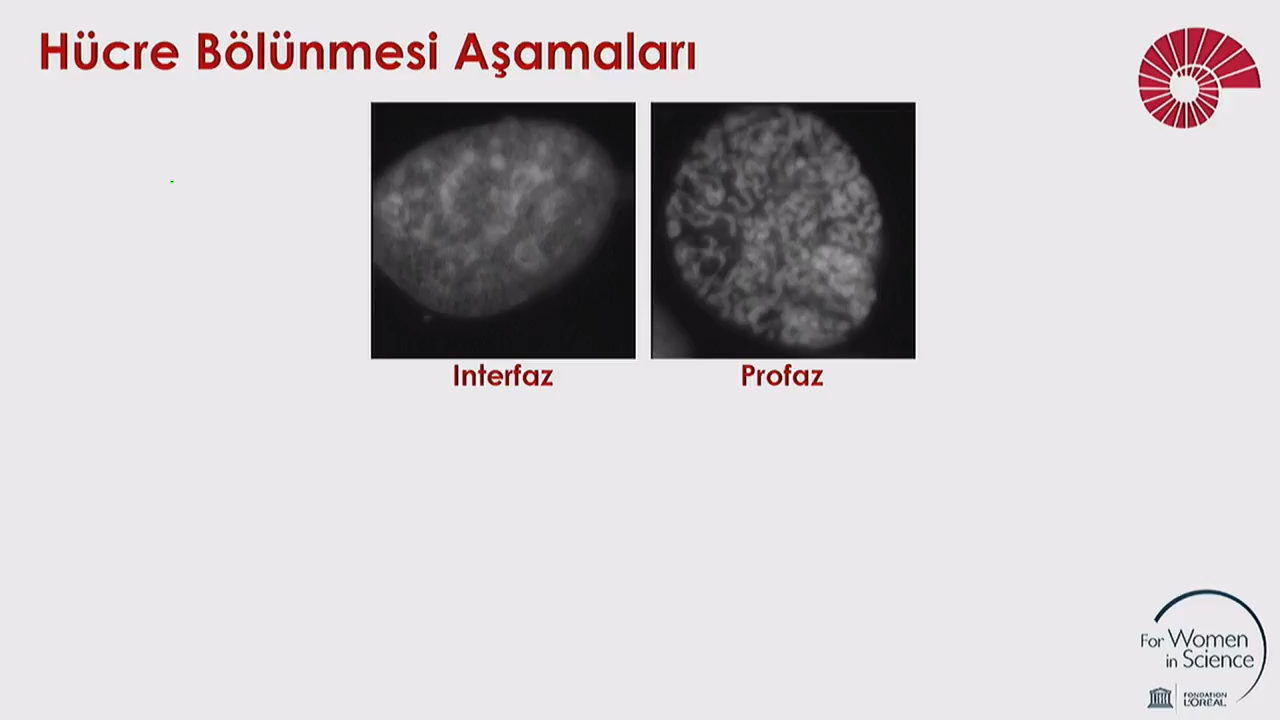 Hücre Bölünmesi Aşamaları
Interfaz
Profaz
For Women
in Science
FONDATION
L'ORÉAL